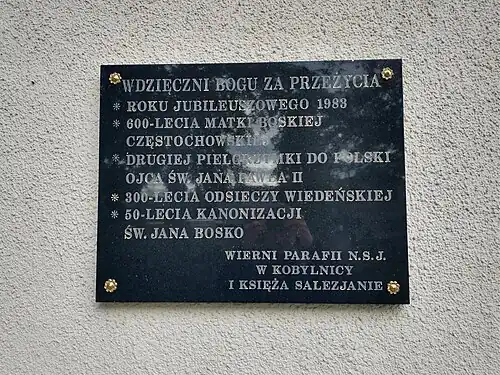 WDZIĘCZNI BOGU ZA PRZEŻYCIA
* ROKU JUBILEUSZOWEGO 1983
* 600-LECIA MATKI BOSKIEJ
CZĘSTOCHOWSKIEJ
* DRUGIEJ PIELGRZYMKI DO POLSKI
OJCA ŚW. JANA PAWŁA II
* 300-LECIA ODSIECZY WIEDEŃSKIEJ
* 50-LECIA KANONIZACJI
ŚW. JANA BOSKO
WIERNI PARAFII N.S.J.
W KOBYLNICY
I KSIĘŻA SALEZJANIE